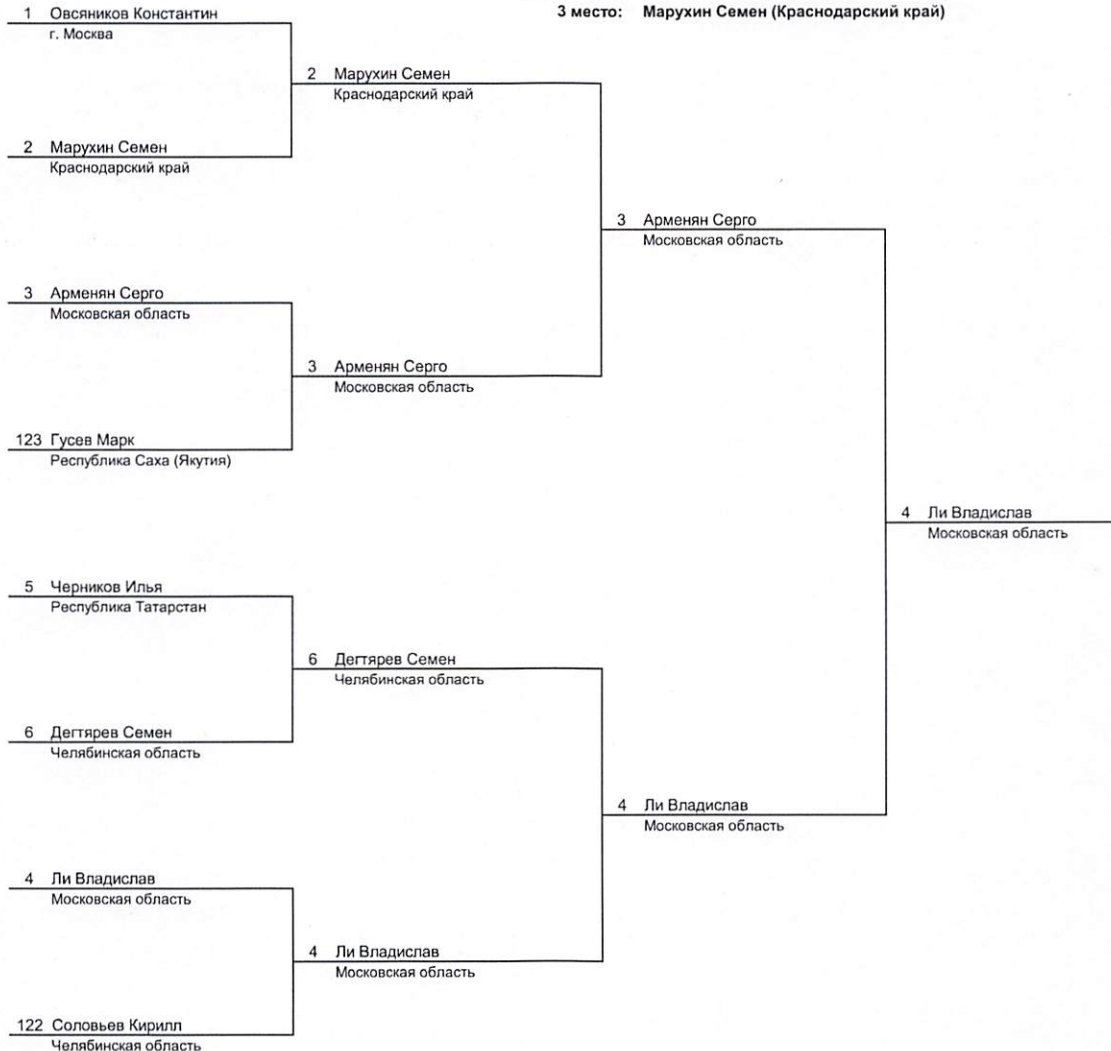 3 место: Марухин Семен (Краснодарский край)
1 Овсяников Константин
г. Москва
2 Марухин Семен
Краснодарский край
2 Марухин Семен
Краснодарский край
3 Арменян Серго
Московская область
3 Арменян Серго
Московская область
3 Арменян Серго
Московская область
123 Гусев Марк
Республика Саха (Якутия)
4 Ли Владислав
Московская область
5 Черников Илья
Республика Татарстан
6 Дегтярев Семен
Челябинская область
6 Дегтярев Семен
Челябинская область
4 Ли Владислав
Московская область
4 Ли Владислав
Московская область
4 Ли Владислав
Московская область
122 Соловьев Кирилл
Челябинская область